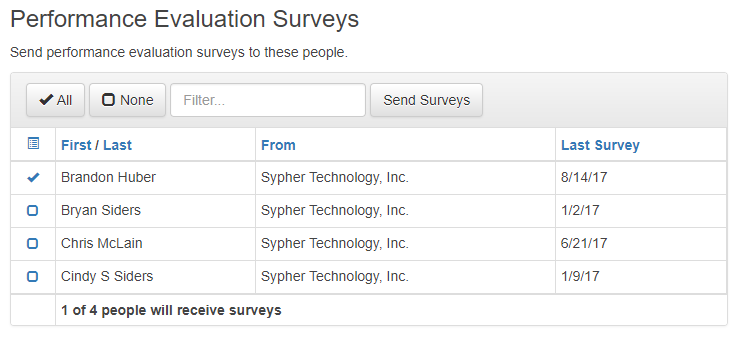 Performance Evaluation Surveys
Send performance evaluation surveys to these people.
All None Filter... Send Surveys
First / Last From Last Survey
Brandon Huber Sypher Technology, Inc. 8/14/17
Bryan Siders Sypher Technology, Inc. 1/2/17
Chris McLain Sypher Technology, Inc. 6/21/17
Cindy S Siders Sypher Technology, Inc. 1/9/17
1 of 4 people will receive surveys